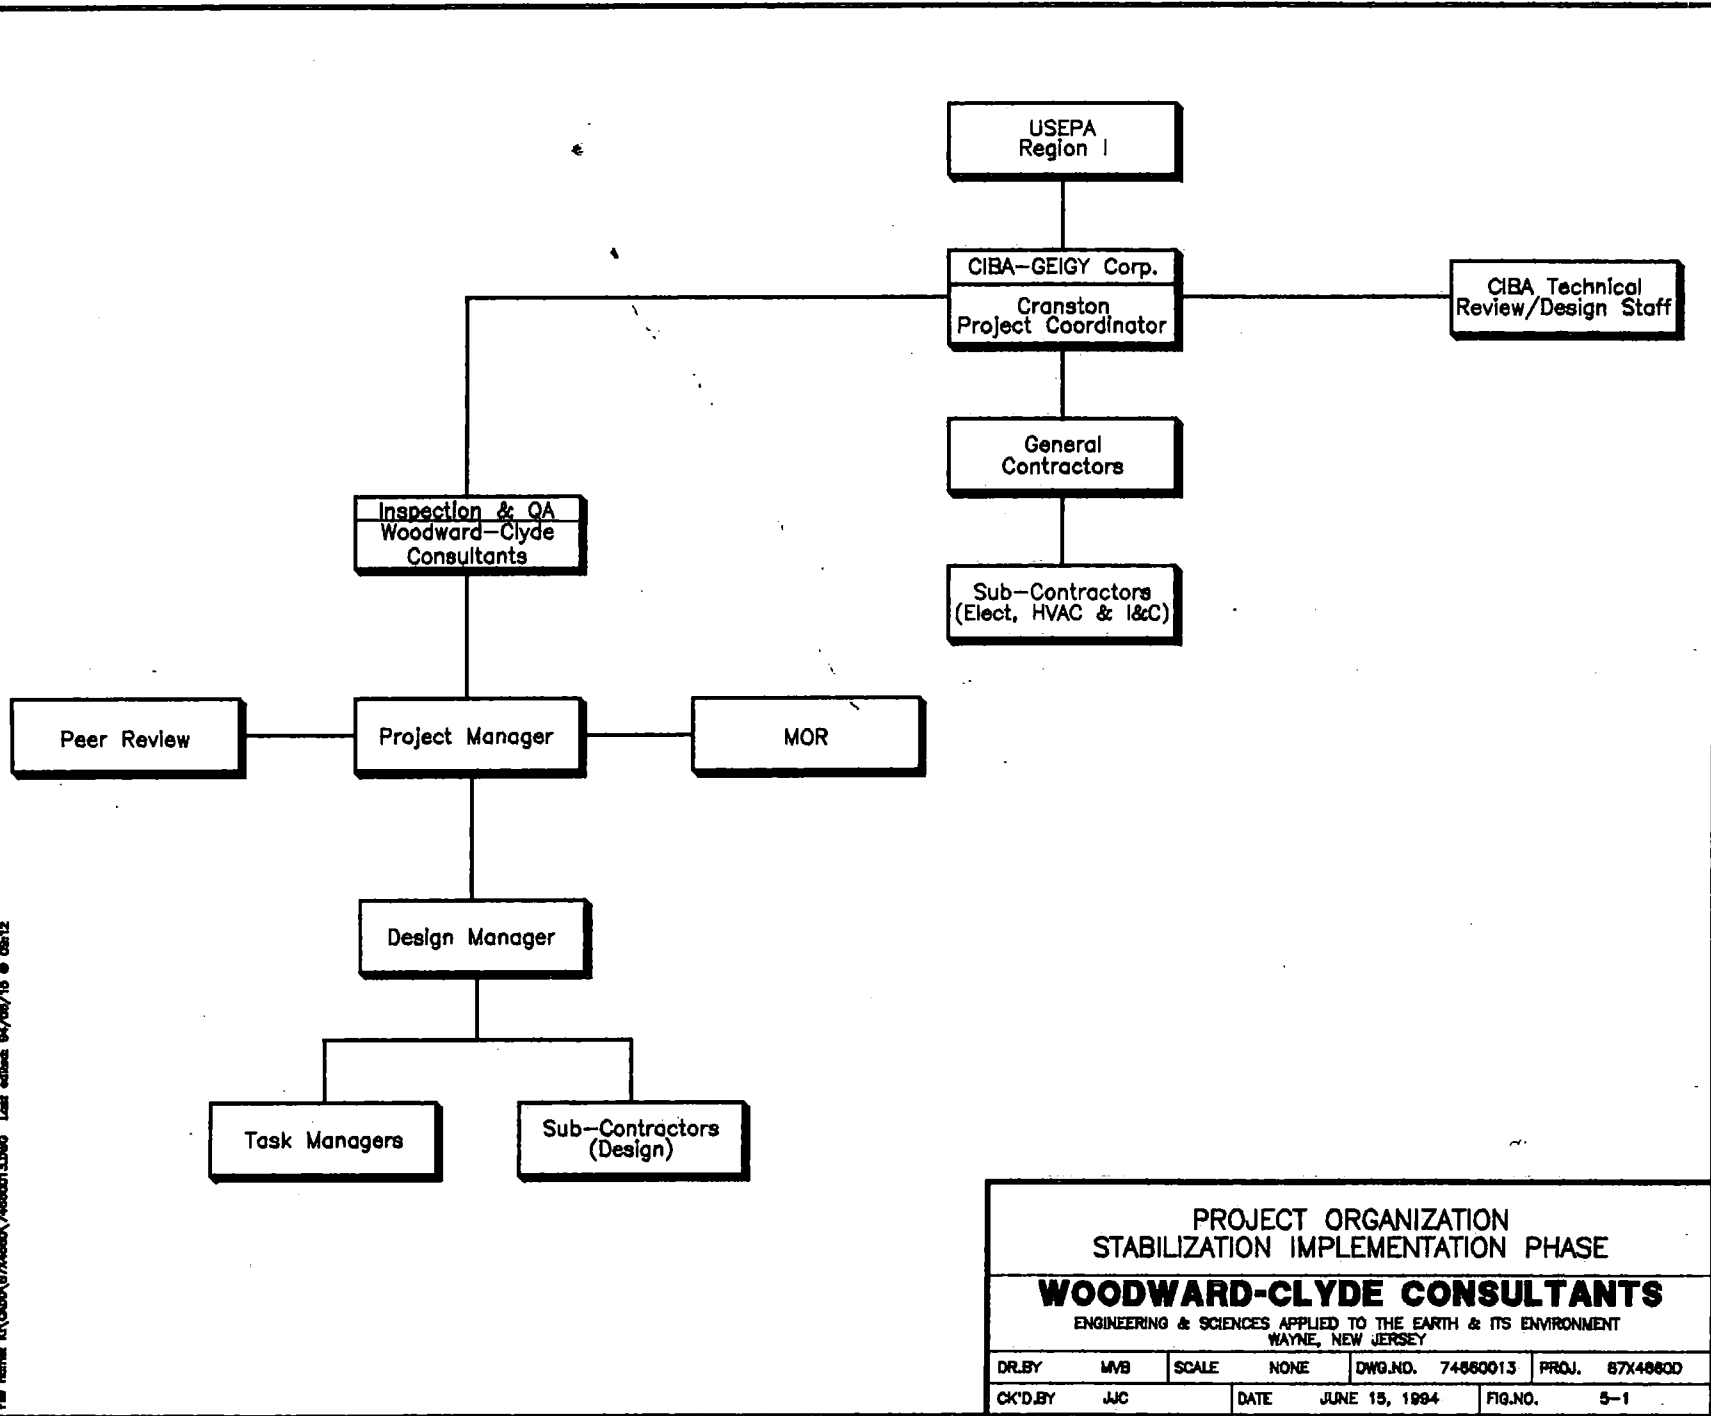 USEPA
Region I
CIBA-GEIGY Corp.
Cranston
Project Coordinator
CIBA Technical
Review/Design Staff
General
Contractors
Inspection & QA
Woodward-Clyde
Consultants
Sub-Contractors
(Elect, HVAC & I&C)
Peer Review
Project Manager
MOR
Design Manager
Task Managers
Sub-Contractors
(Design)
PROJECT ORGANIZATION
STABILIZATION IMPLEMENTATION PHASE
WOODWARD-CLYDE CONSULTANTS
ENGINEERING & SCIENCES APPLIED TO THE EARTH & ITS ENVIRONMENT
WAYNE, NEW JERSEY
DR.BY MVB SCALE NONE DWG.NO. 74660013 PROJ. 87X4660D
CK'D.BY JJC DATE JUNE 15, 1994 FIG.NO. 5-1
Last edited: